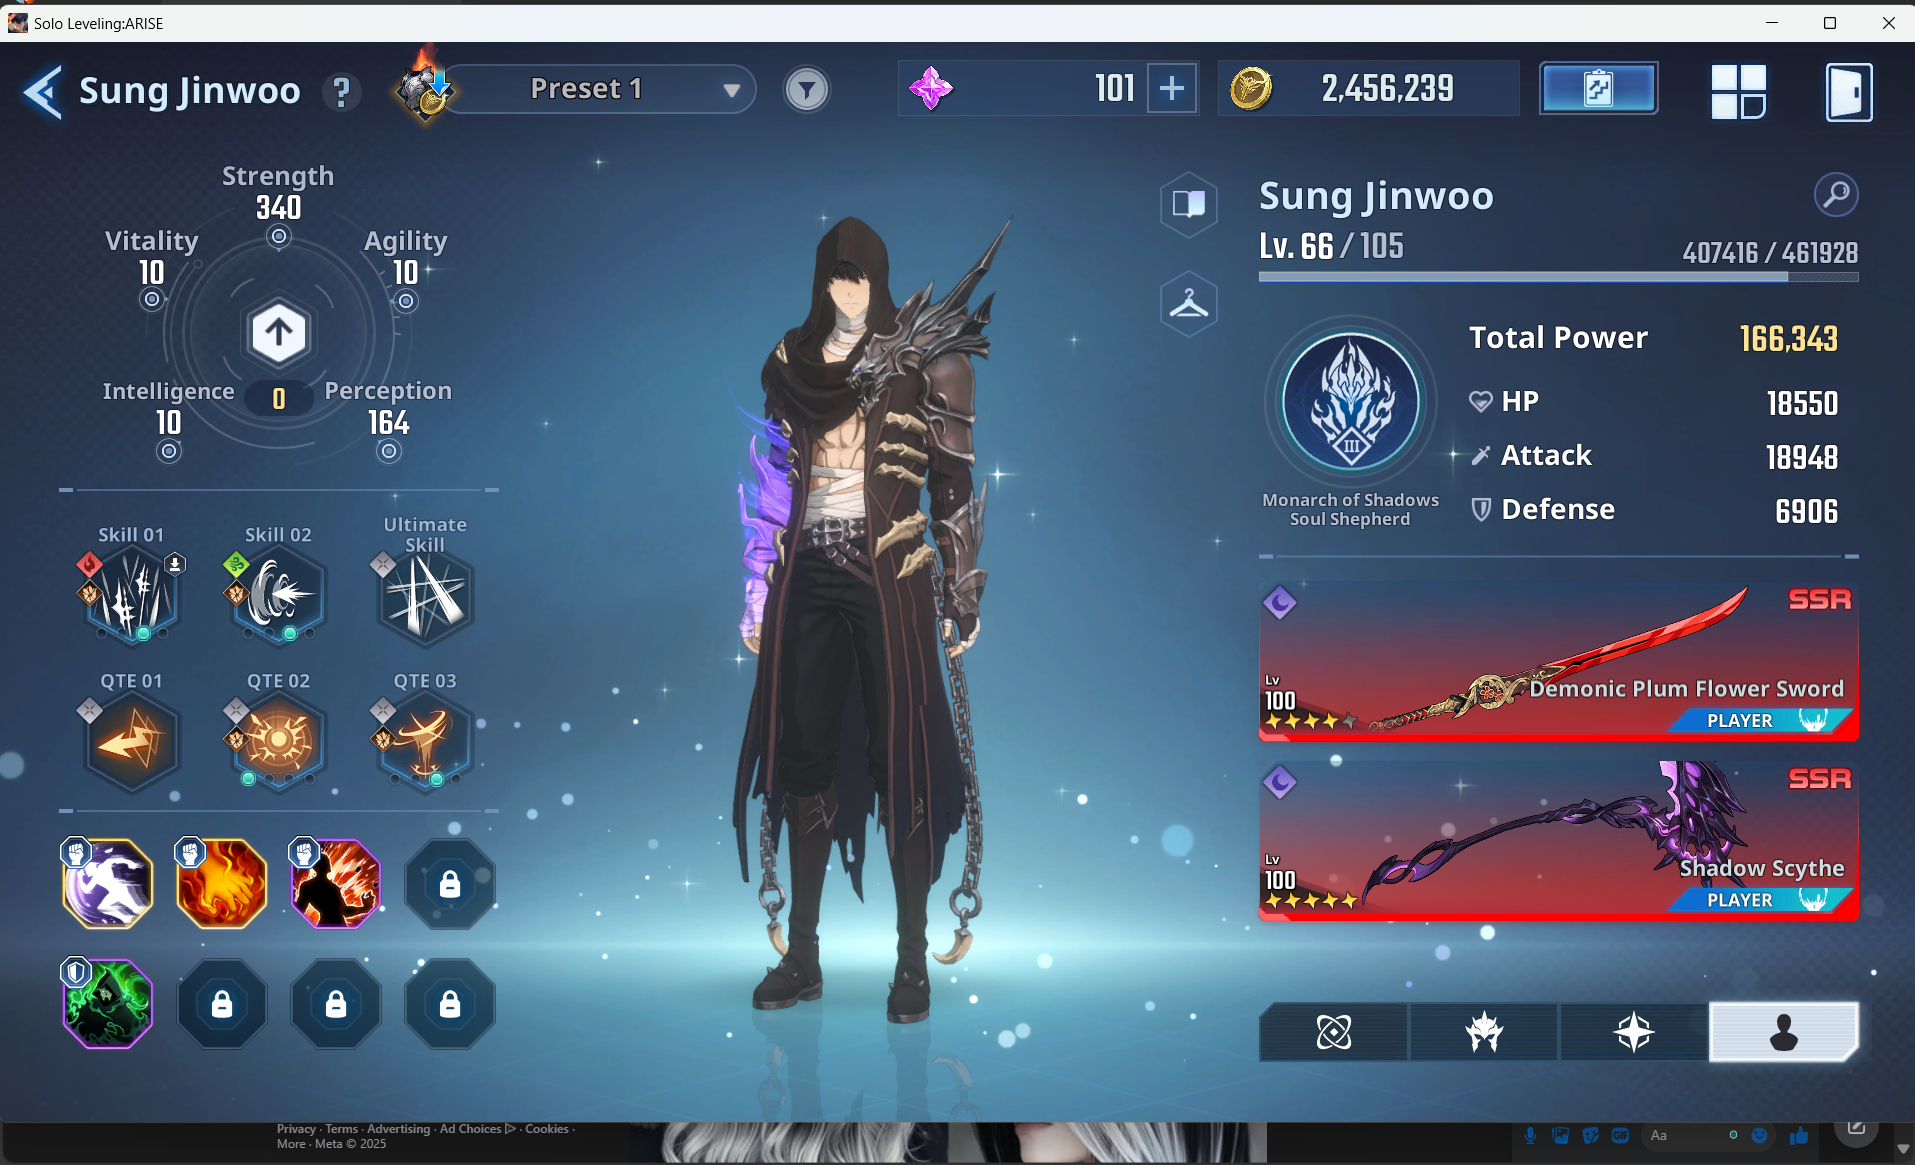 Solo Leveling:ARISE
Sung Jinwoo
?
Preset 1
101
2,456,239
Strength
340
Vitality
10
Agility
10
Intelligence
10
0
Perception
164
Skill 01
Skill 02
Ultimate
Skill
QTE 01
QTE 02
QTE 03
Sung Jinwoo
Lv. 66 / 105
407416 / 461928
III
Monarch of Shadows
Soul Shepherd
Total Power
166,343
HP
18550
Attack
18948
Defense
6906
SSR
Lv
100
Demonic Plum Flower Sword
PLAYER
SSR
Lv
100
Shadow Scythe
PLAYER
Privacy · Terms · Advertising · Ad Choices · Cookies ·
More · Meta © 2025
GIF
Aa